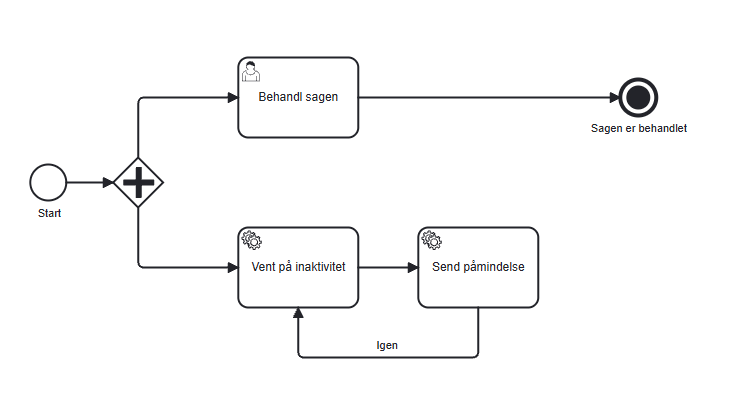 Behandl sagen
Sagen er behandlet
Start
Vent på inaktivitet
Send påmindelse
Igen